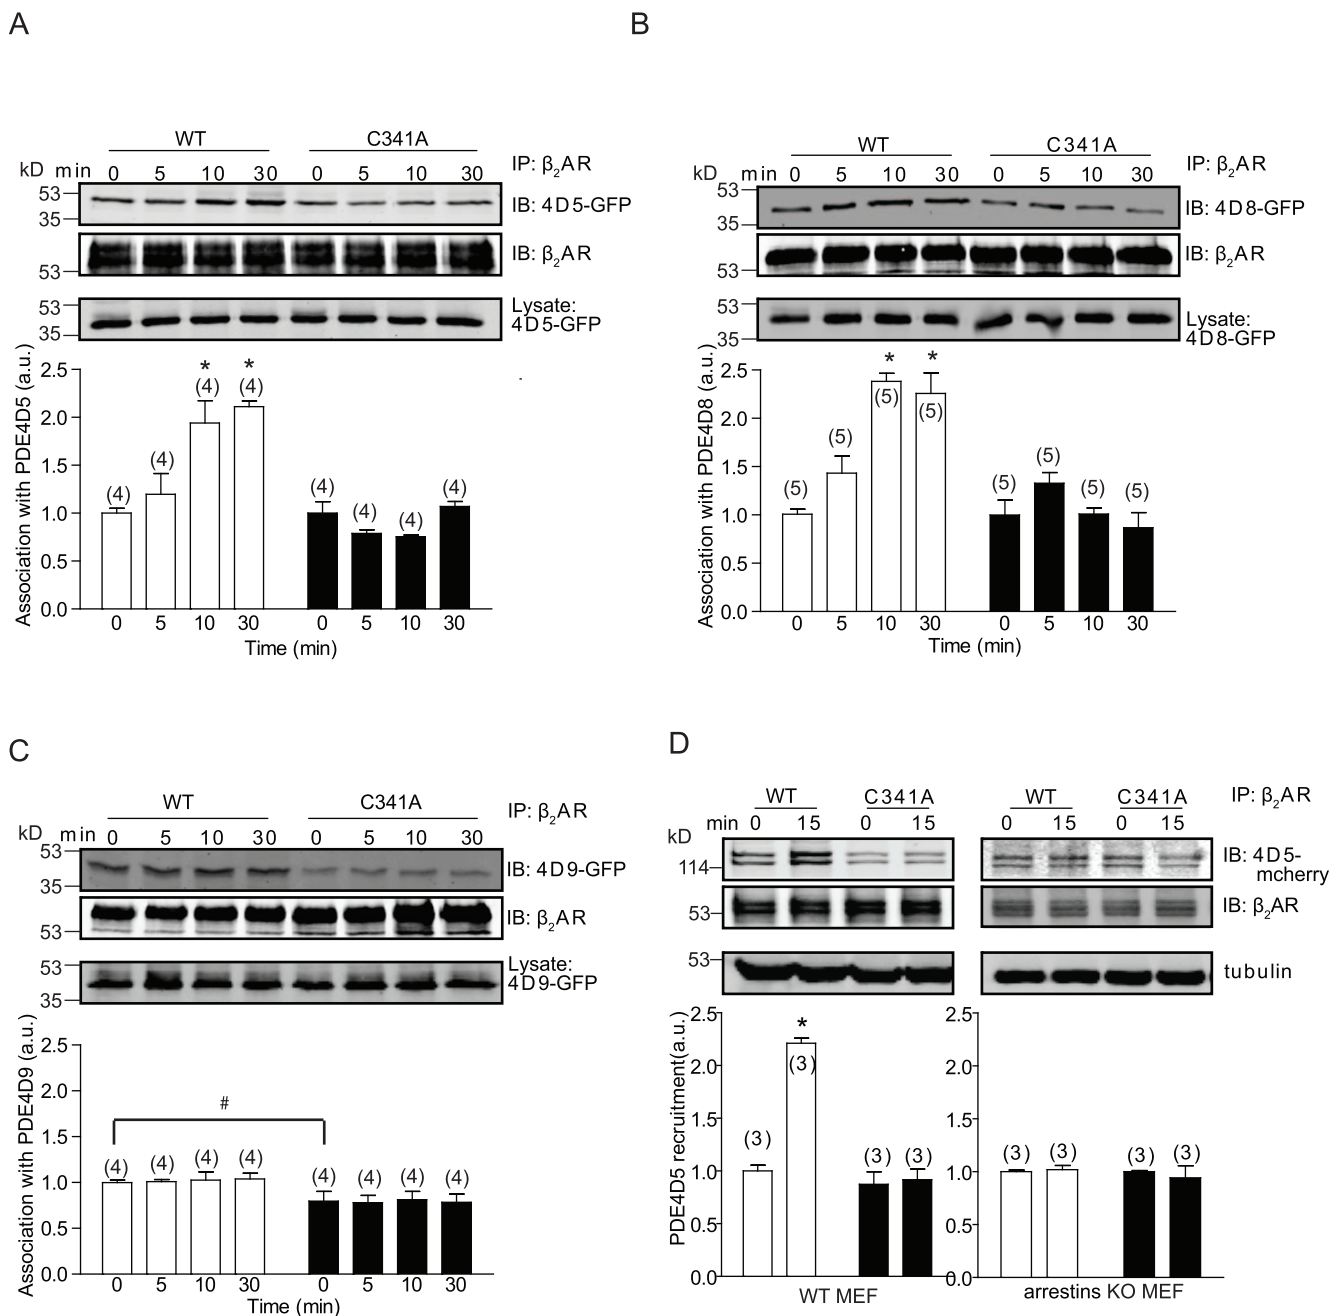 A
WT C341A
kD min 0 5 10 30 0 5 10 30 IP: β₂AR
53
35 IB: 4D5-GFP
53 IB: β₂AR
53 Lysate:
35 4D5-GFP
Association with PDE4D5 (a.u.)
2.5 * *
(4) (4)
2.0
1.5 (4)
(4) (4) (4)
1.0 (4) (4)
0.5
0.0
0 5 10 30 0 5 10 30
Time (min)
B
WT C341A
kD min 0 5 10 30 0 5 10 30 IP: β₂AR
53
35 IB: 4D8-GFP
53 IB: β₂AR
53 Lysate:
35 4D8-GFP
Association with PDE4D8 (a.u.)
2.5 * *
(5) (5)
2.0
(5) (5)
1.5
(5) (5) (5) (5)
1.0
0.5
0.0
0 5 10 30 0 5 10 30
Time (min)
C
WT C341A
kD min 0 5 10 30 0 5 10 30 IP: β₂AR
53
35 IB: 4D9-GFP
53 IB: β₂AR
53 Lysate:
35 4D9-GFP
Association with PDE4D9 (a.u.)
2.5
2.0
#
1.5
(4) (4) (4) (4) (4) (4) (4) (4)
1.0
0.5
0.0
0 5 10 30 0 5 10 30
Time (min)
D
WT C341A WT C341A IP: β₂AR
kD min 0 15 0 15 0 15 0 15
114 IB: 4D5-
mcherry
53 IB: β₂AR
53 tubulin
PDE4D5 recruitment(a.u.)
2.5 *
(3)
2.0
1.5
(3) (3) (3)
1.0
0.5
0.0
WT MEF
2.5
2.0
1.5
(3) (3) (3) (3)
1.0
0.5
0.0
arrestins KO MEF